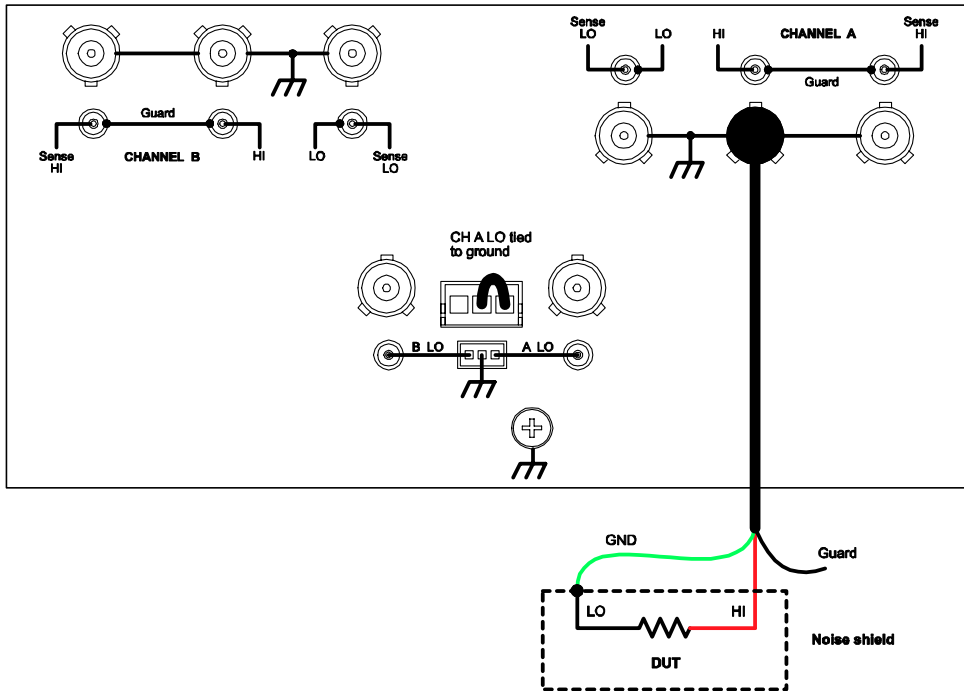 Sense
LO
LO
HI
CHANNEL A
Sense
HI
Guard
Guard
Sense
HI
CHANNEL B
HI
LO
Sense
LO
CH A LO tied
to ground
B LO
A LO
GND
Guard
LO
HI
DUT
Noise shield